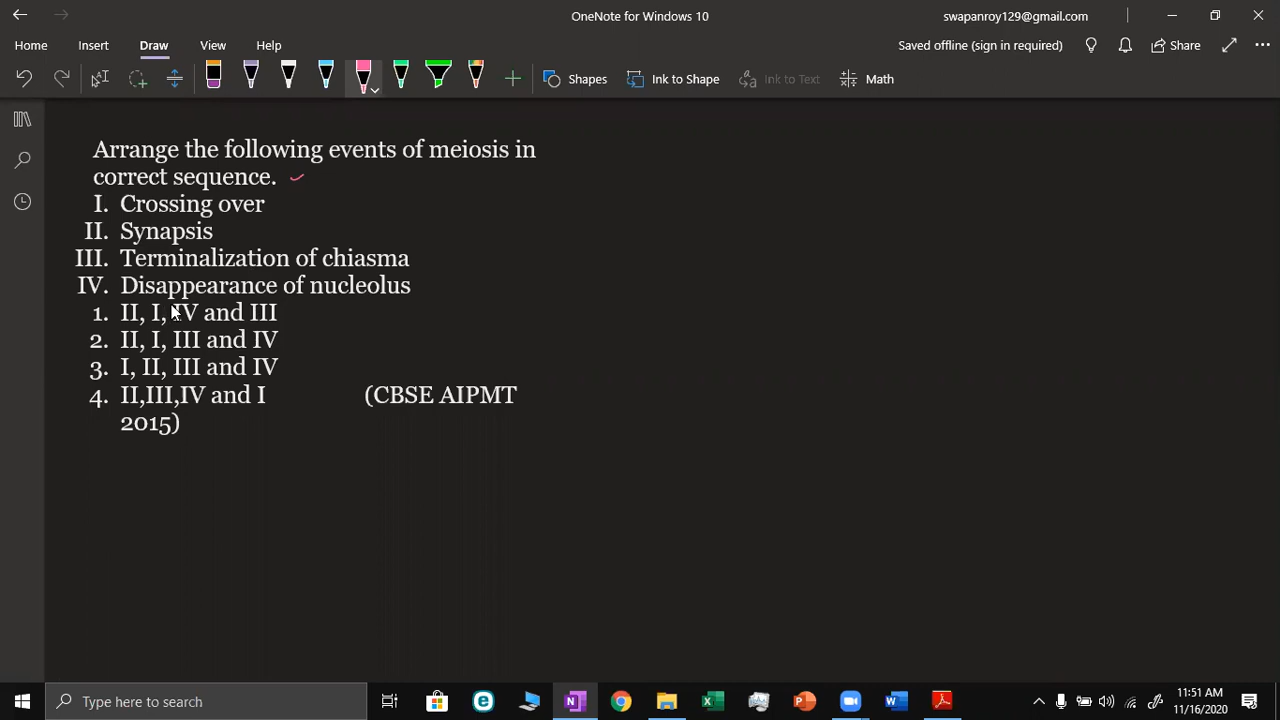 OneNote for Windows 10
swapanroy129@gmail.com
Home Insert Draw View Help
Saved offline (sign in required)
Share
Shapes
Ink to Shape
Ink to Text
Math
Arrange the following events of meiosis in
correct sequence.
I. Crossing over
II. Synapsis
III. Terminalization of chiasma
IV. Disappearance of nucleolus
1. II, I, IV and III
2. II, I, III and IV
3. I, II, III and IV
4. II,III,IV and I (CBSE AIPMT
2015)
Type here to search
11:51 AM
11/16/2020